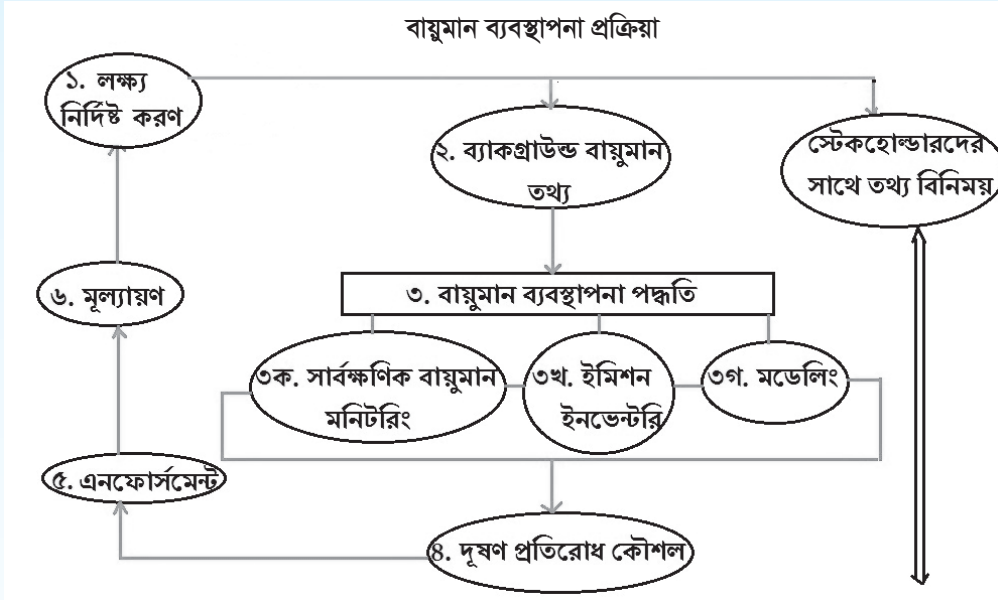 বায়ুমান ব্যবস্থাপনা প্রক্রিয়া
১. লক্ষ্য
নির্দিষ্ট করণ
২. ব্যাকগ্রাউন্ড বায়ুমান
তথ্য
স্টেকহোল্ডারদের
সাথে তথ্য বিনিময়
৩. বায়ুমান ব্যবস্থাপনা পদ্ধতি
৩ক. সার্বক্ষণিক বায়ুমান
মনিটরিং
৩খ. ইমিশন
ইনভেন্টরি
৩গ. মডেলিং
৪. দূষণ প্রতিরোধ কৌশল
৫. এনফোর্সমেন্ট
৬. মূল্যায়ণ